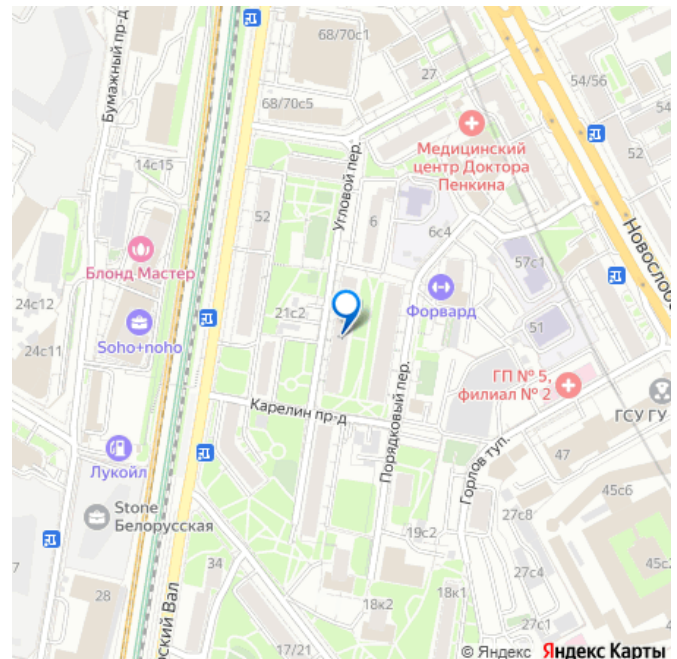 Бумажный пр-д
68/70с1
27
54/56
68/70с5
Угловой пер.
Медицинский
центр Доктора
Пенкина
52
14с15
52
6
6с4
Новослоб
57с1
Блонд Мастер
24с12
21с2
Форвард
Soho+noho
51
24с11
ГП № 5,
филиал № 2
ГСУ ГУ
Карелин пр-д
Порядковый пер.
Горлов туп.
47
Лукойл
45с6
Stone
Белорусская
27с8
19с2
7
34
45с2
27с4
28
рский Вал
18к2
18к1
17/21
© Яндекс Яндекс Карты